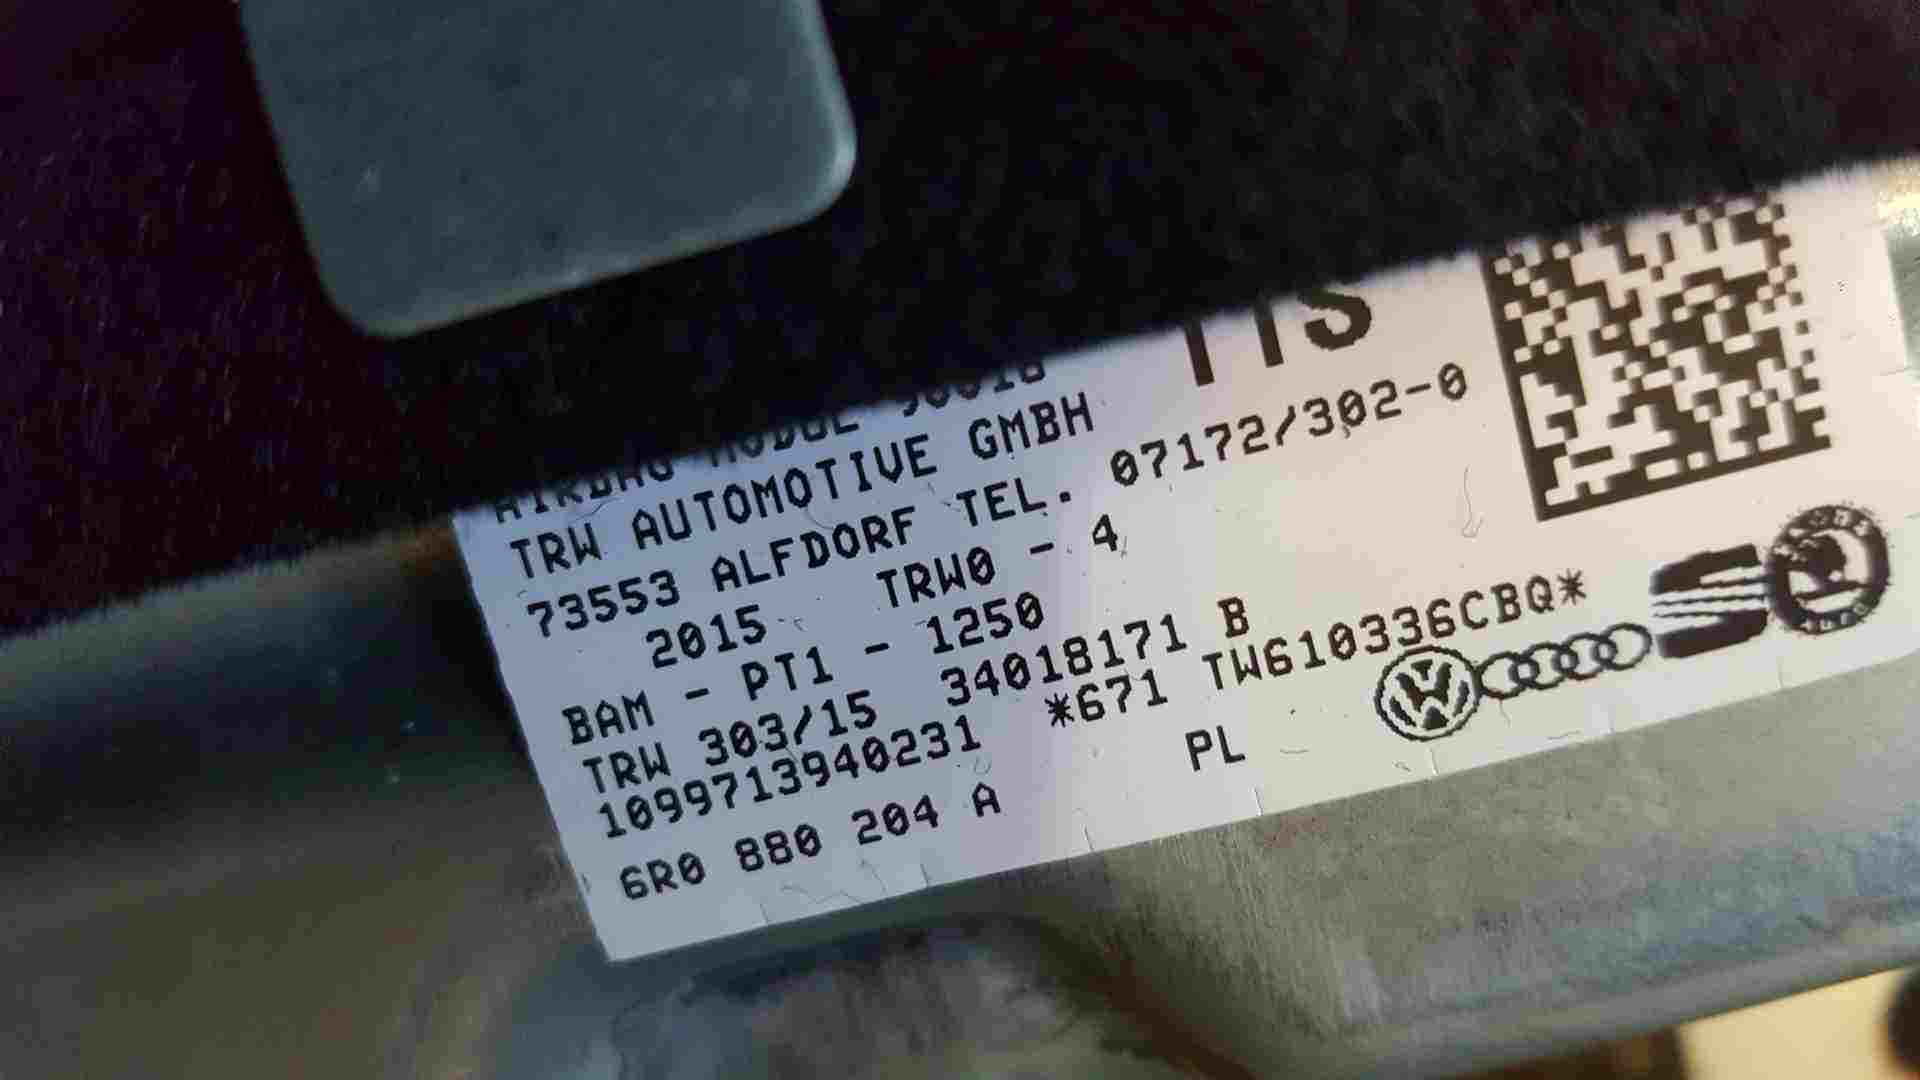 TRW AUTOMOTIVE GMBH
73553 ALFDORF TEL. 07172/302-0
2015 TRW0 - 4
BAM - PT1 - 1250
TRW 303/15 34018171 B
1099713940231 *671 TW610336CBQ*
6R0 880 204 A PL